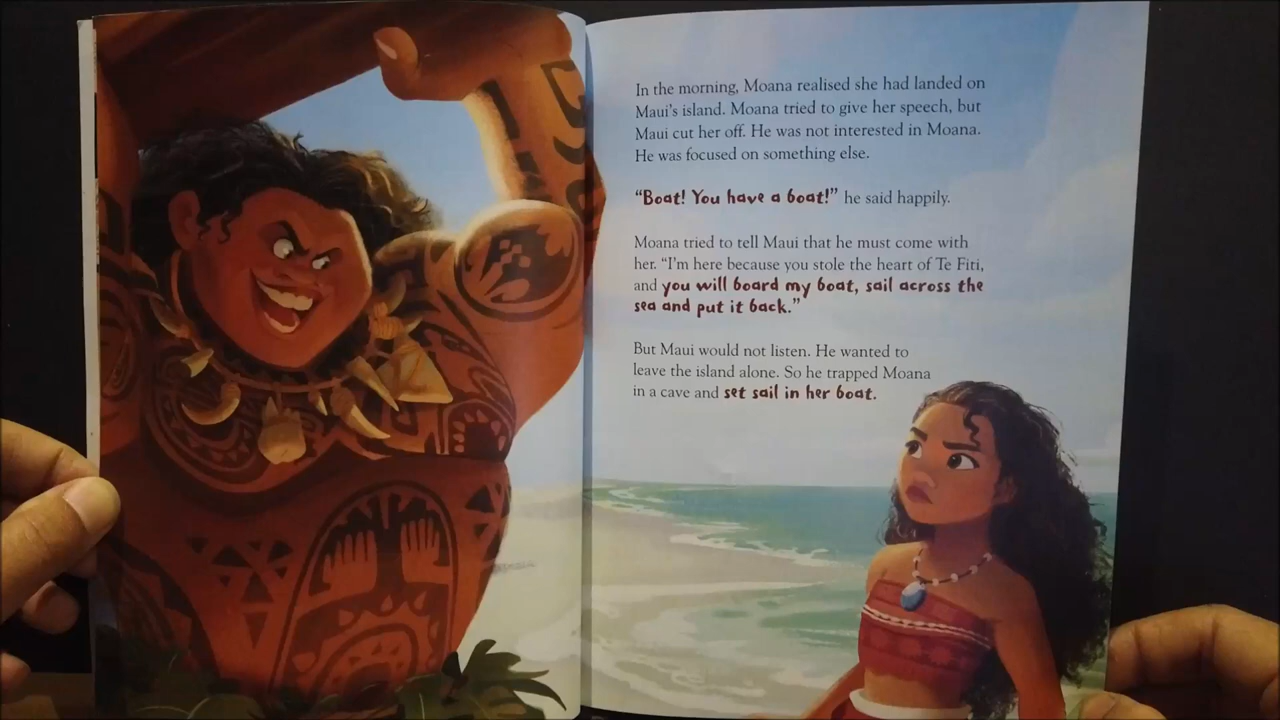 In the morning, Moana realised she had landed on
Maui's island. Moana tried to give her speech, but
Maui cut her off. He was not interested in Moana.
He was focused on something else.
“Boat! You have a boat!” he said happily.
Moana tried to tell Maui that he must come with
her. “I'm here because you stole the heart of Te Fiti,
and you will board my boat, sail across the
sea and put it back.”
But Maui would not listen. He wanted to
leave the island alone. So he trapped Moana
in a cave and set sail in her boat.